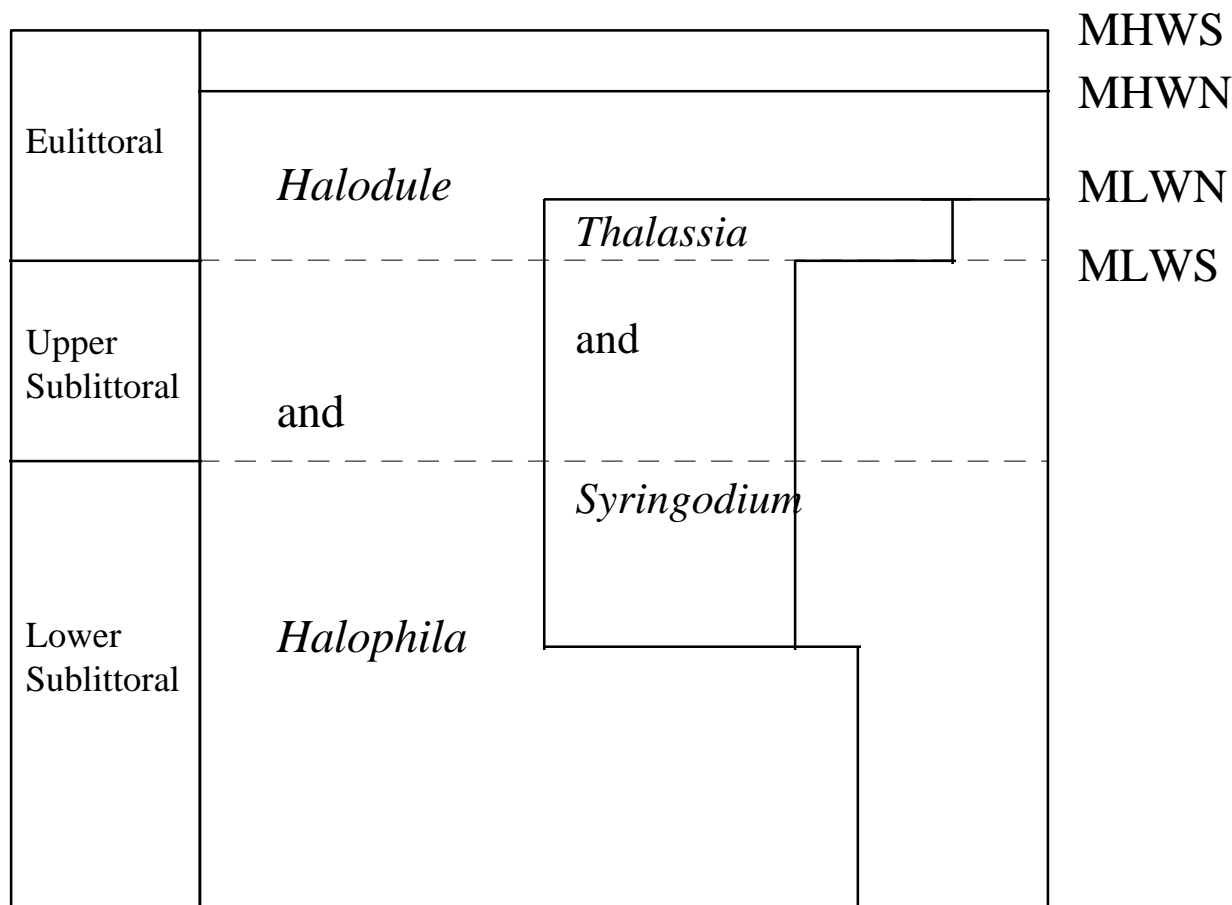 MHWS
MHWN
Eulittoral
Halodule
MLWN
Thalassia
MLWS
Upper
Sublittoral
and
and
Syringodium
Lower
Sublittoral
Halophila